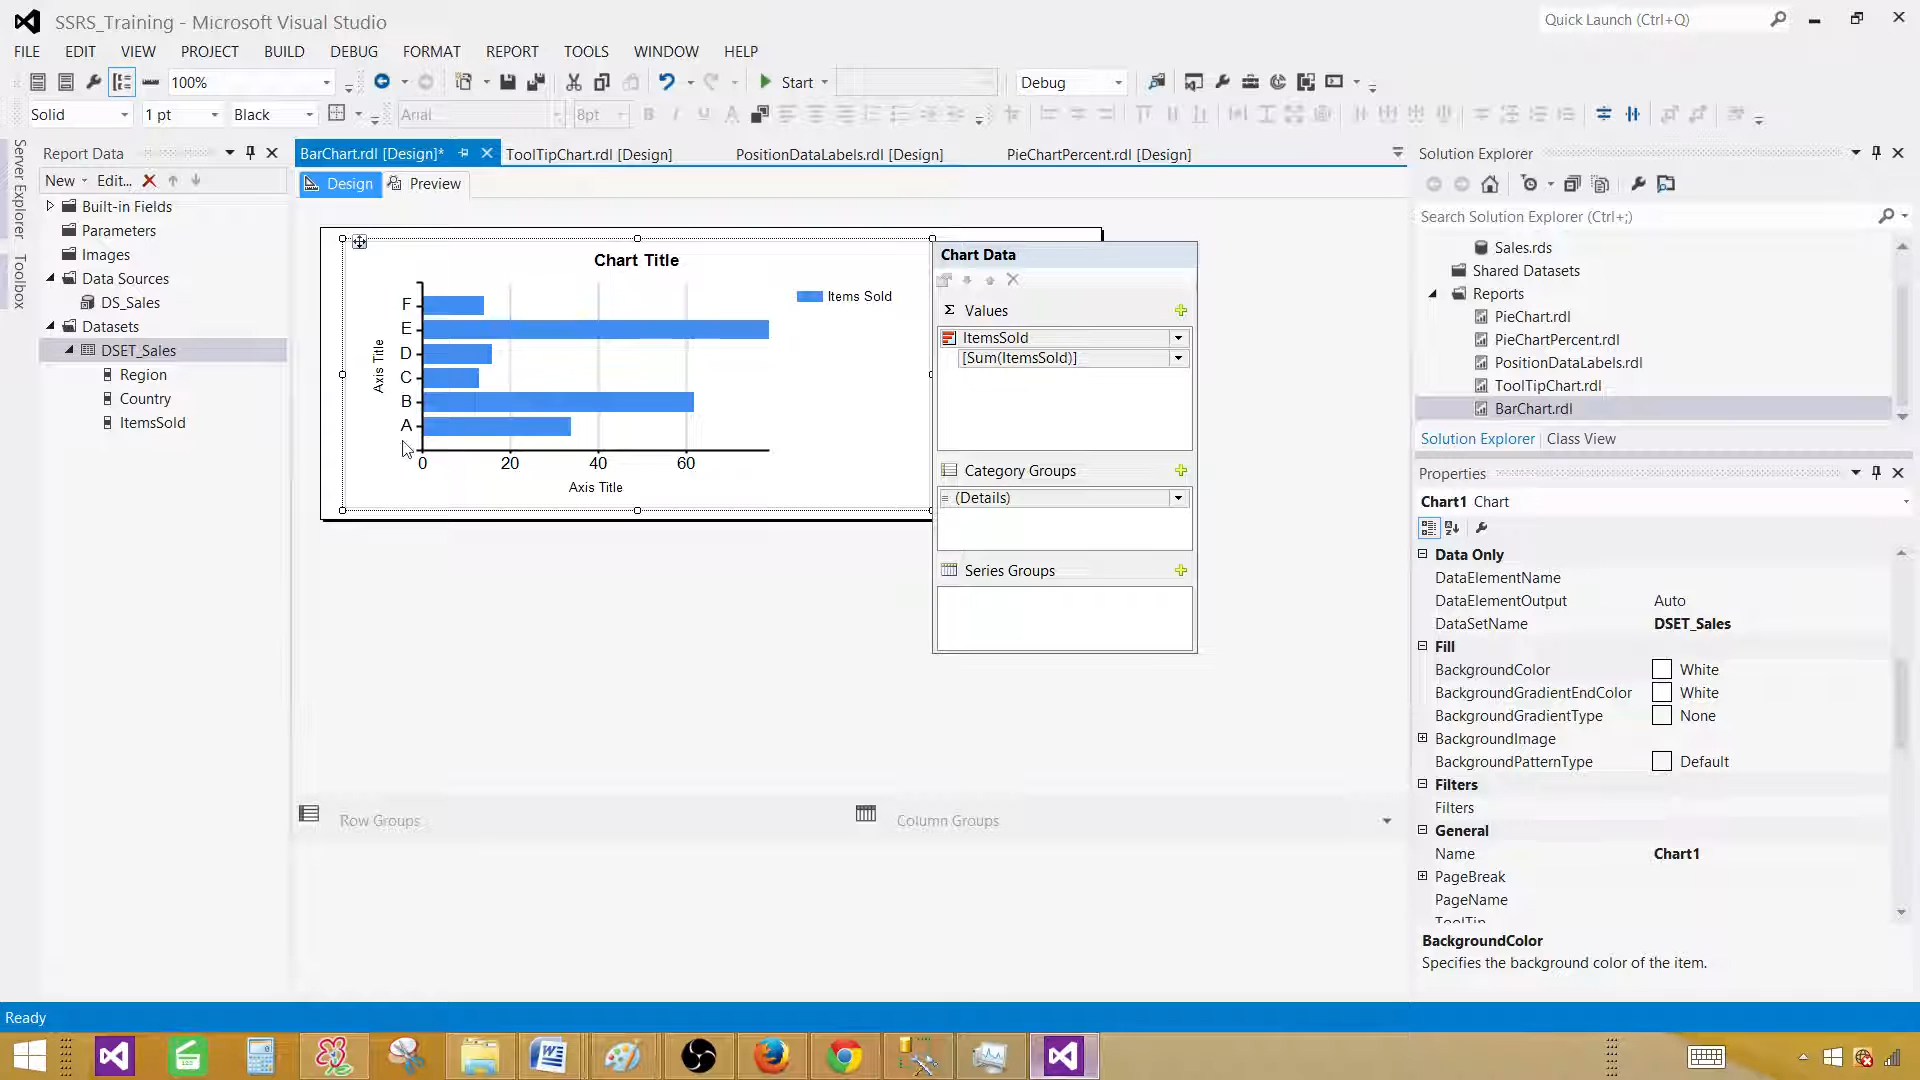 SSRS_Training - Microsoft Visual Studio
Quick Launch (Ctrl+Q)
FILE EDIT VIEW PROJECT BUILD DEBUG FORMAT REPORT TOOLS WINDOW HELP
100% Start Debug
Solid 1 pt Black Arial 8pt B I U A
Server Explorer
Toolbox
Report Data
New Edit...
Built-in Fields
Parameters
Images
Data Sources
DS_Sales
Datasets
DSET_Sales
Region
Country
ItemsSold
BarChart.rdl [Design]* ToolTipChart.rdl [Design] PositionDataLabels.rdl [Design] PieChartPercent.rdl [Design]
Design Preview
Chart Title
Items Sold
Axis Title
F
E
D
C
B
A
0 20 40 60
Axis Title
Chart Data
Σ Values
ItemsSold
[Sum(ItemsSold)]
Category Groups
(Details)
Series Groups
Row Groups
Column Groups
Solution Explorer
Search Solution Explorer (Ctrl+;)
Sales.rds
Shared Datasets
Reports
PieChart.rdl
PieChartPercent.rdl
PositionDataLabels.rdl
ToolTipChart.rdl
BarChart.rdl
Solution Explorer Class View
Properties
Chart1 Chart
Data Only
DataElementName
DataElementOutput Auto
DataSetName DSET_Sales
Fill
BackgroundColor White
BackgroundGradientEndColor White
BackgroundGradientType None
BackgroundImage
BackgroundPatternType Default
Filters
Filters
General
Name Chart1
PageBreak
PageName
ToolTip
BackgroundColor
Specifies the background color of the item.
Ready